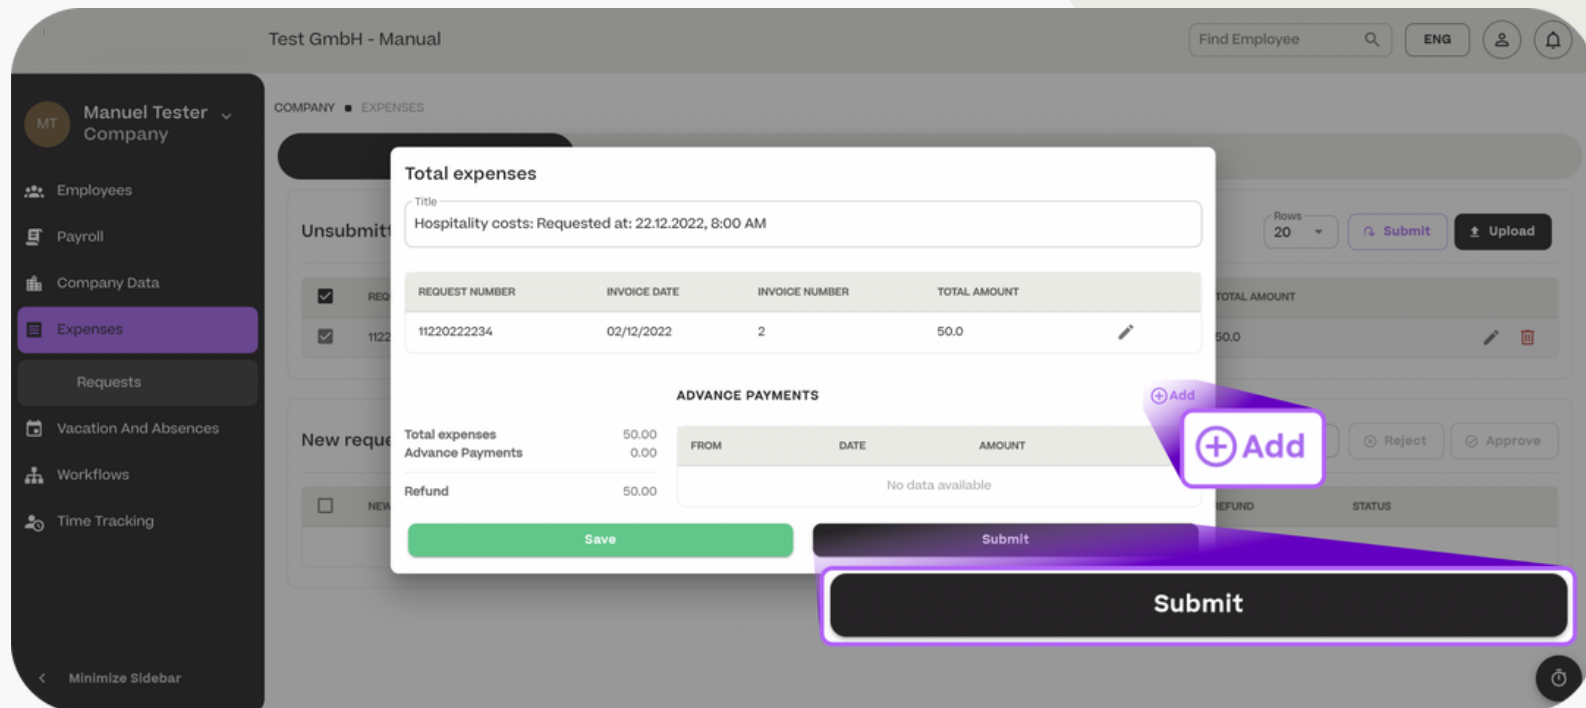 Test GmbH - Manual
Find Employee
ENG
MT
Manuel Tester
Company
Employees
Payroll
Company Data
Expenses
Requests
Vacation And Absences
Workflows
Time Tracking
Minimize Sidebar
COMPANY ■ EXPENSES
Unsubmitt
Rows
20
Submit
Upload
REQ
TOTAL AMOUNT
1122
50.0
New reque
Reject
Approve
NEW
REFUND
STATUS
Total expenses
Title
Hospitality costs: Requested at: 22.12.2022, 8:00 AM
REQUEST NUMBER INVOICE DATE INVOICE NUMBER TOTAL AMOUNT
11220222234 02/12/2022 2 50.0
ADVANCE PAYMENTS
Add
Add
Total expenses 50.00
Advance Payments 0.00
Refund 50.00
FROM DATE AMOUNT
No data available
Save
Submit
Submit